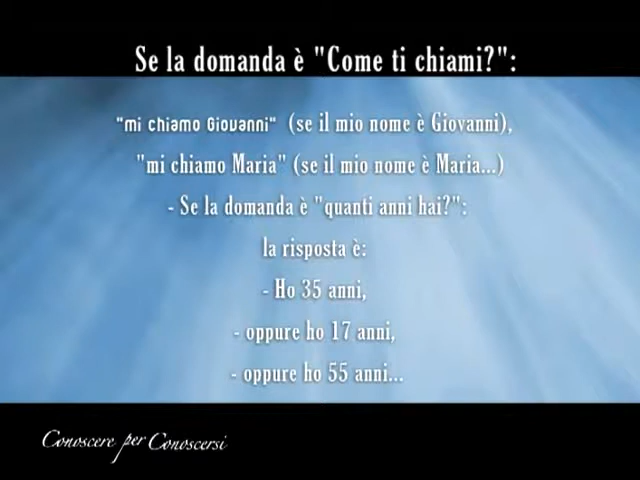 Se la domanda è "Come ti chiami?":
"mi chiamo Giovanni" (se il mio nome è Giovanni),
"mi chiamo Maria" (se il mio nome è Maria...)
- Se la domanda è "quanti anni hai?":
la risposta è:
- Ho 35 anni,
- oppure ho 17 anni,
- oppure ho 55 anni...
Conoscere per Conoscersi